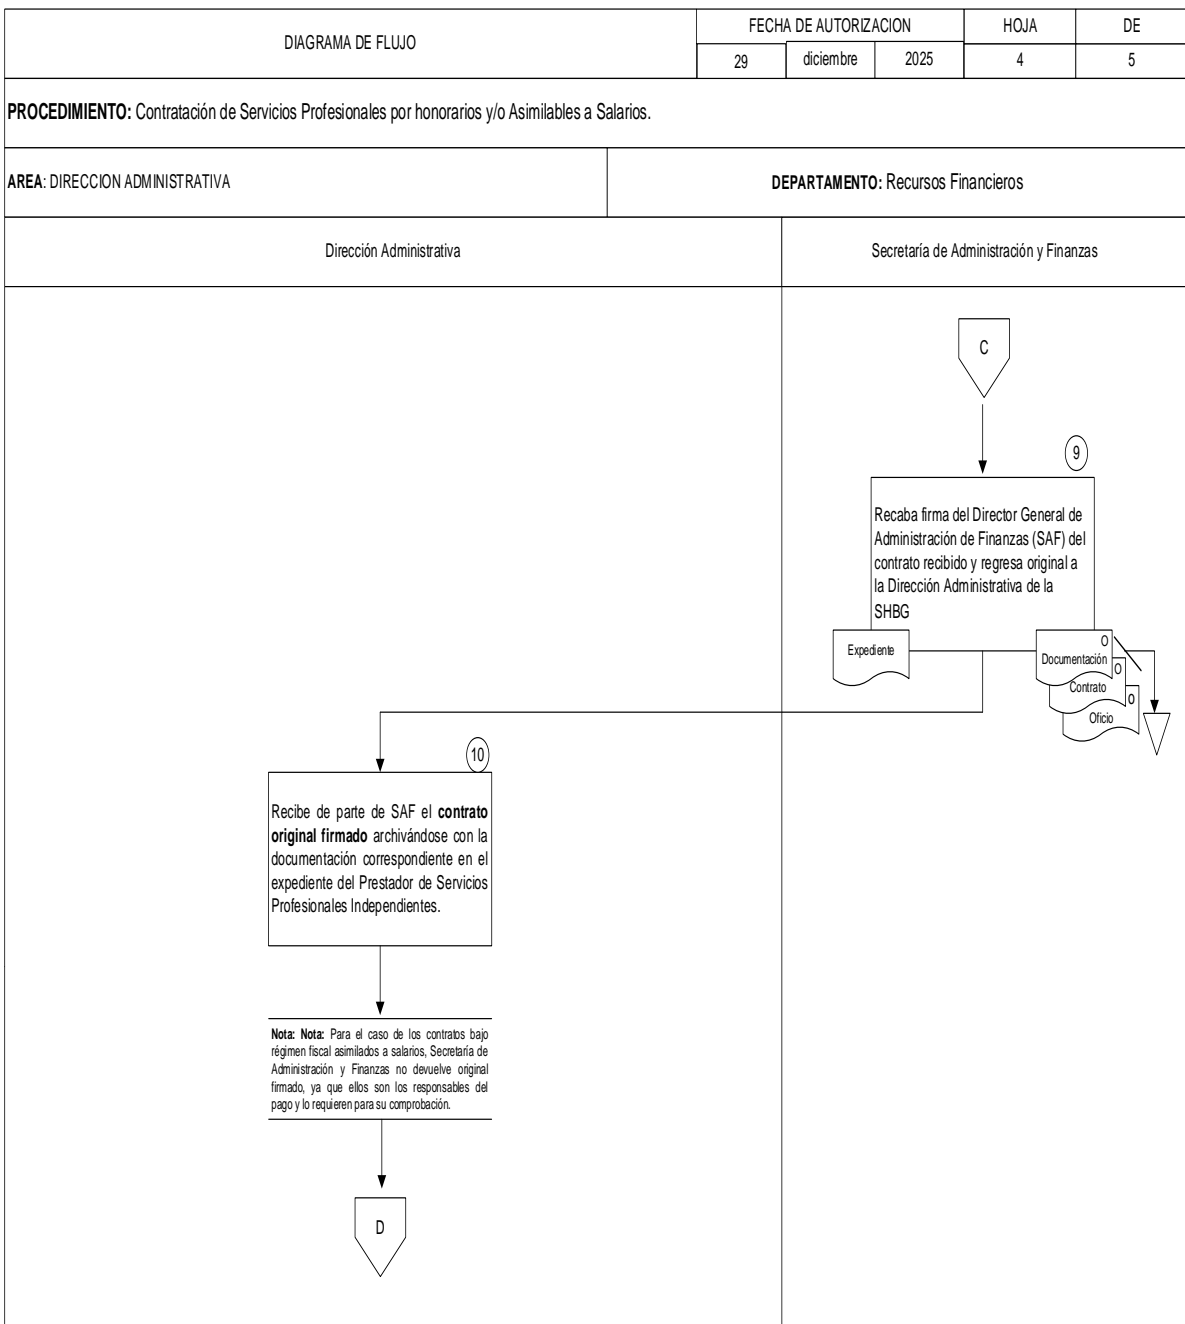 DIAGRAMA DE FLUJO
FECHA DE AUTORIZACION
HOJA
DE
29
diciembre
2025
4
5
PROCEDIMIENTO: Contratación de Servicios Profesionales por honorarios y/o Asimilables a Salarios.
AREA: DIRECCION ADMINISTRATIVA
DEPARTAMENTO: Recursos Financieros
Dirección Administrativa
Secretaría de Administración y Finanzas
C
9
Recaba firma del Director General de
Administración de Finanzas (SAF) del
contrato recibido y regresa original a
la Dirección Administrativa de la
SHBG
Expediente
O
Documentación
O
Contrato
O
Oficio
10
Recibe de parte de SAF el contrato
original firmado archivándose con la
documentación correspondiente en el
expediente del Prestador de Servicios
Profesionales Independientes.
Nota: Nota: Para el caso de los contratos bajo
régimen fiscal asimilados a salarios, Secretaría de
Administración y Finanzas no devuelve original
firmado, ya que ellos son los responsables del
pago y lo requieren para su comprobación.
D